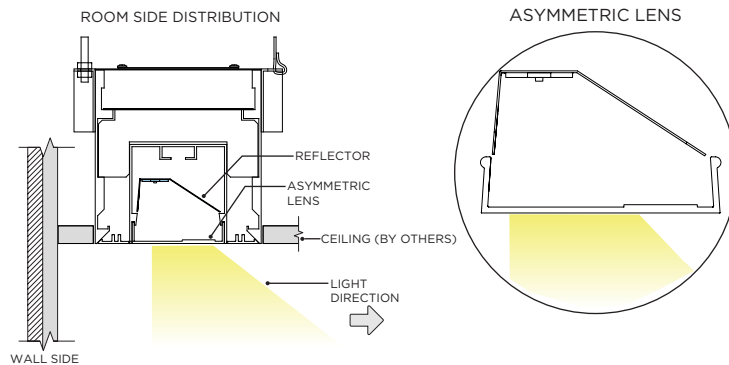 ROOM SIDE DISTRIBUTION
ASYMMETRIC LENS
REFLECTOR
ASYMMETRIC
LENS
CEILING (BY OTHERS)
LIGHT
DIRECTION
WALL SIDE